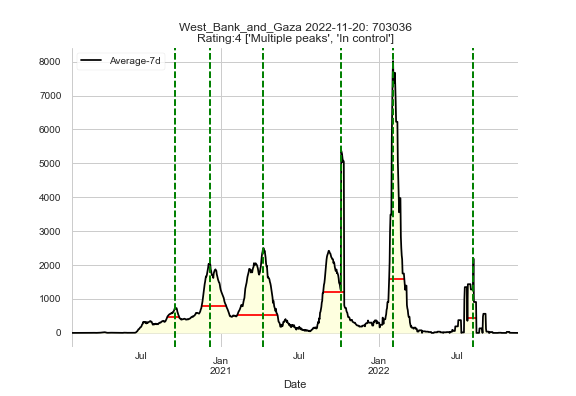 West_Bank_and_Gaza 2022-11-20: 703036
Rating:4 ['Multiple peaks', 'In control']
Average-7d
8000
7000
6000
5000
4000
3000
2000
1000
0
Jul
Jan
2021
Jul
Jan
2022
Jul
Date